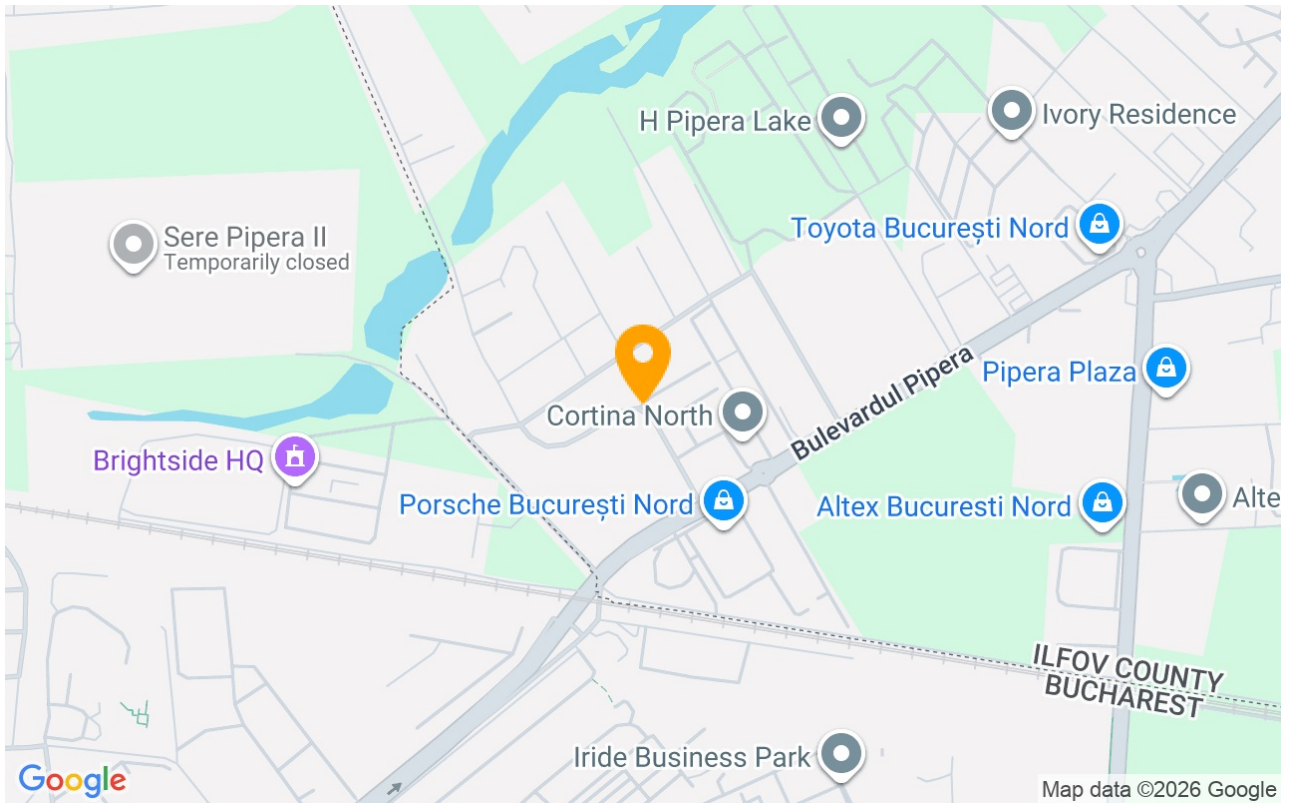 H Pipera Lake
Ivory Residence
Toyota București Nord
Sere Pipera II
Temporarily closed
Bulevardul Pipera
Pipera Plaza
Cortina North
Brightside HQ
Porsche București Nord
Altex Bucuresti Nord
Alte
ILFOV COUNTY
BUCHAREST
Iride Business Park
Google
Map data ©2026 Google